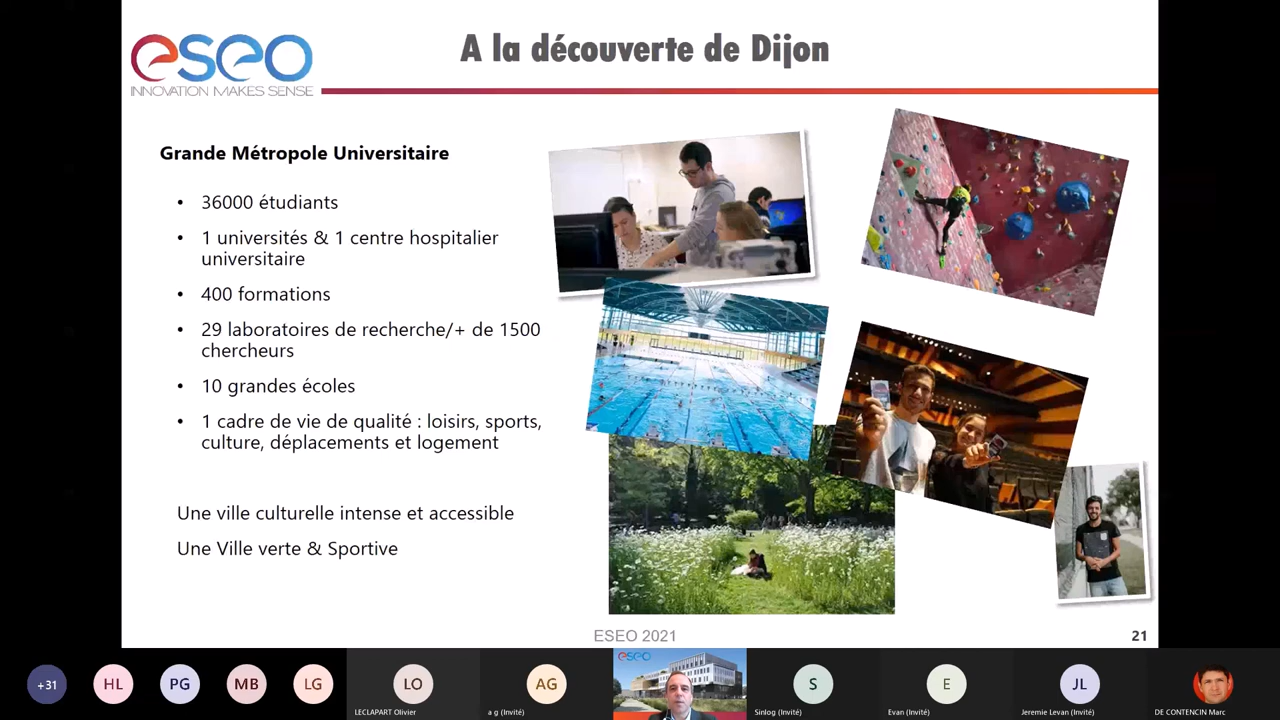 eseo
INNOVATION MAKES SENSE
A la découverte de Dijon
Grande Métropole Universitaire
• 36000 étudiants
• 1 universités & 1 centre hospitalier
universitaire
• 400 formations
• 29 laboratoires de recherche/+ de 1500
chercheurs
• 10 grandes écoles
• 1 cadre de vie de qualité : loisirs, sports,
culture, déplacements et logement
Une ville culturelle intense et accessible
Une Ville verte & Sportive
ESEO 2021
21
+31
HL
PG
MB
LG
LO
LECLAPART Olivier
AG
a g (Invité)
eseo
S
Sinlog (Invité)
E
Evan (Invité)
JL
Jeremie Levan (Invité)
DE CONTENCIN Marc